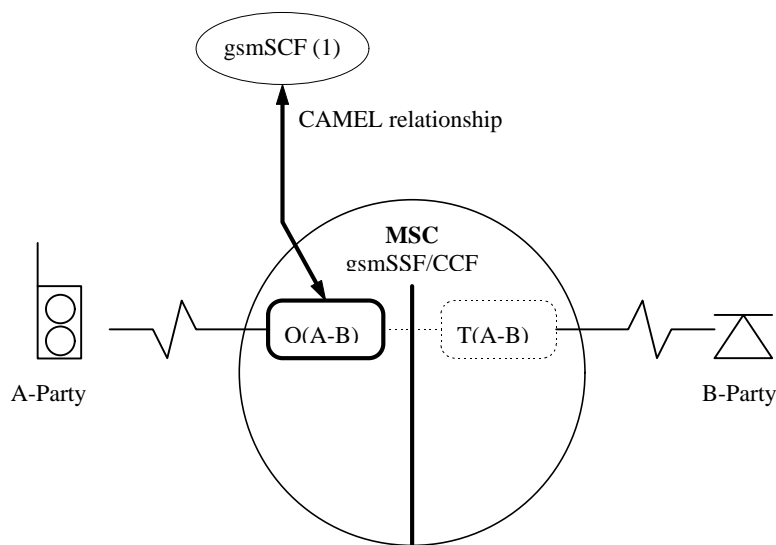 gsmSCF (1)
CAMEL relationship
MSC
gsmSSF/CCF
O(A-B)
T(A-B)
A-Party
B-Party